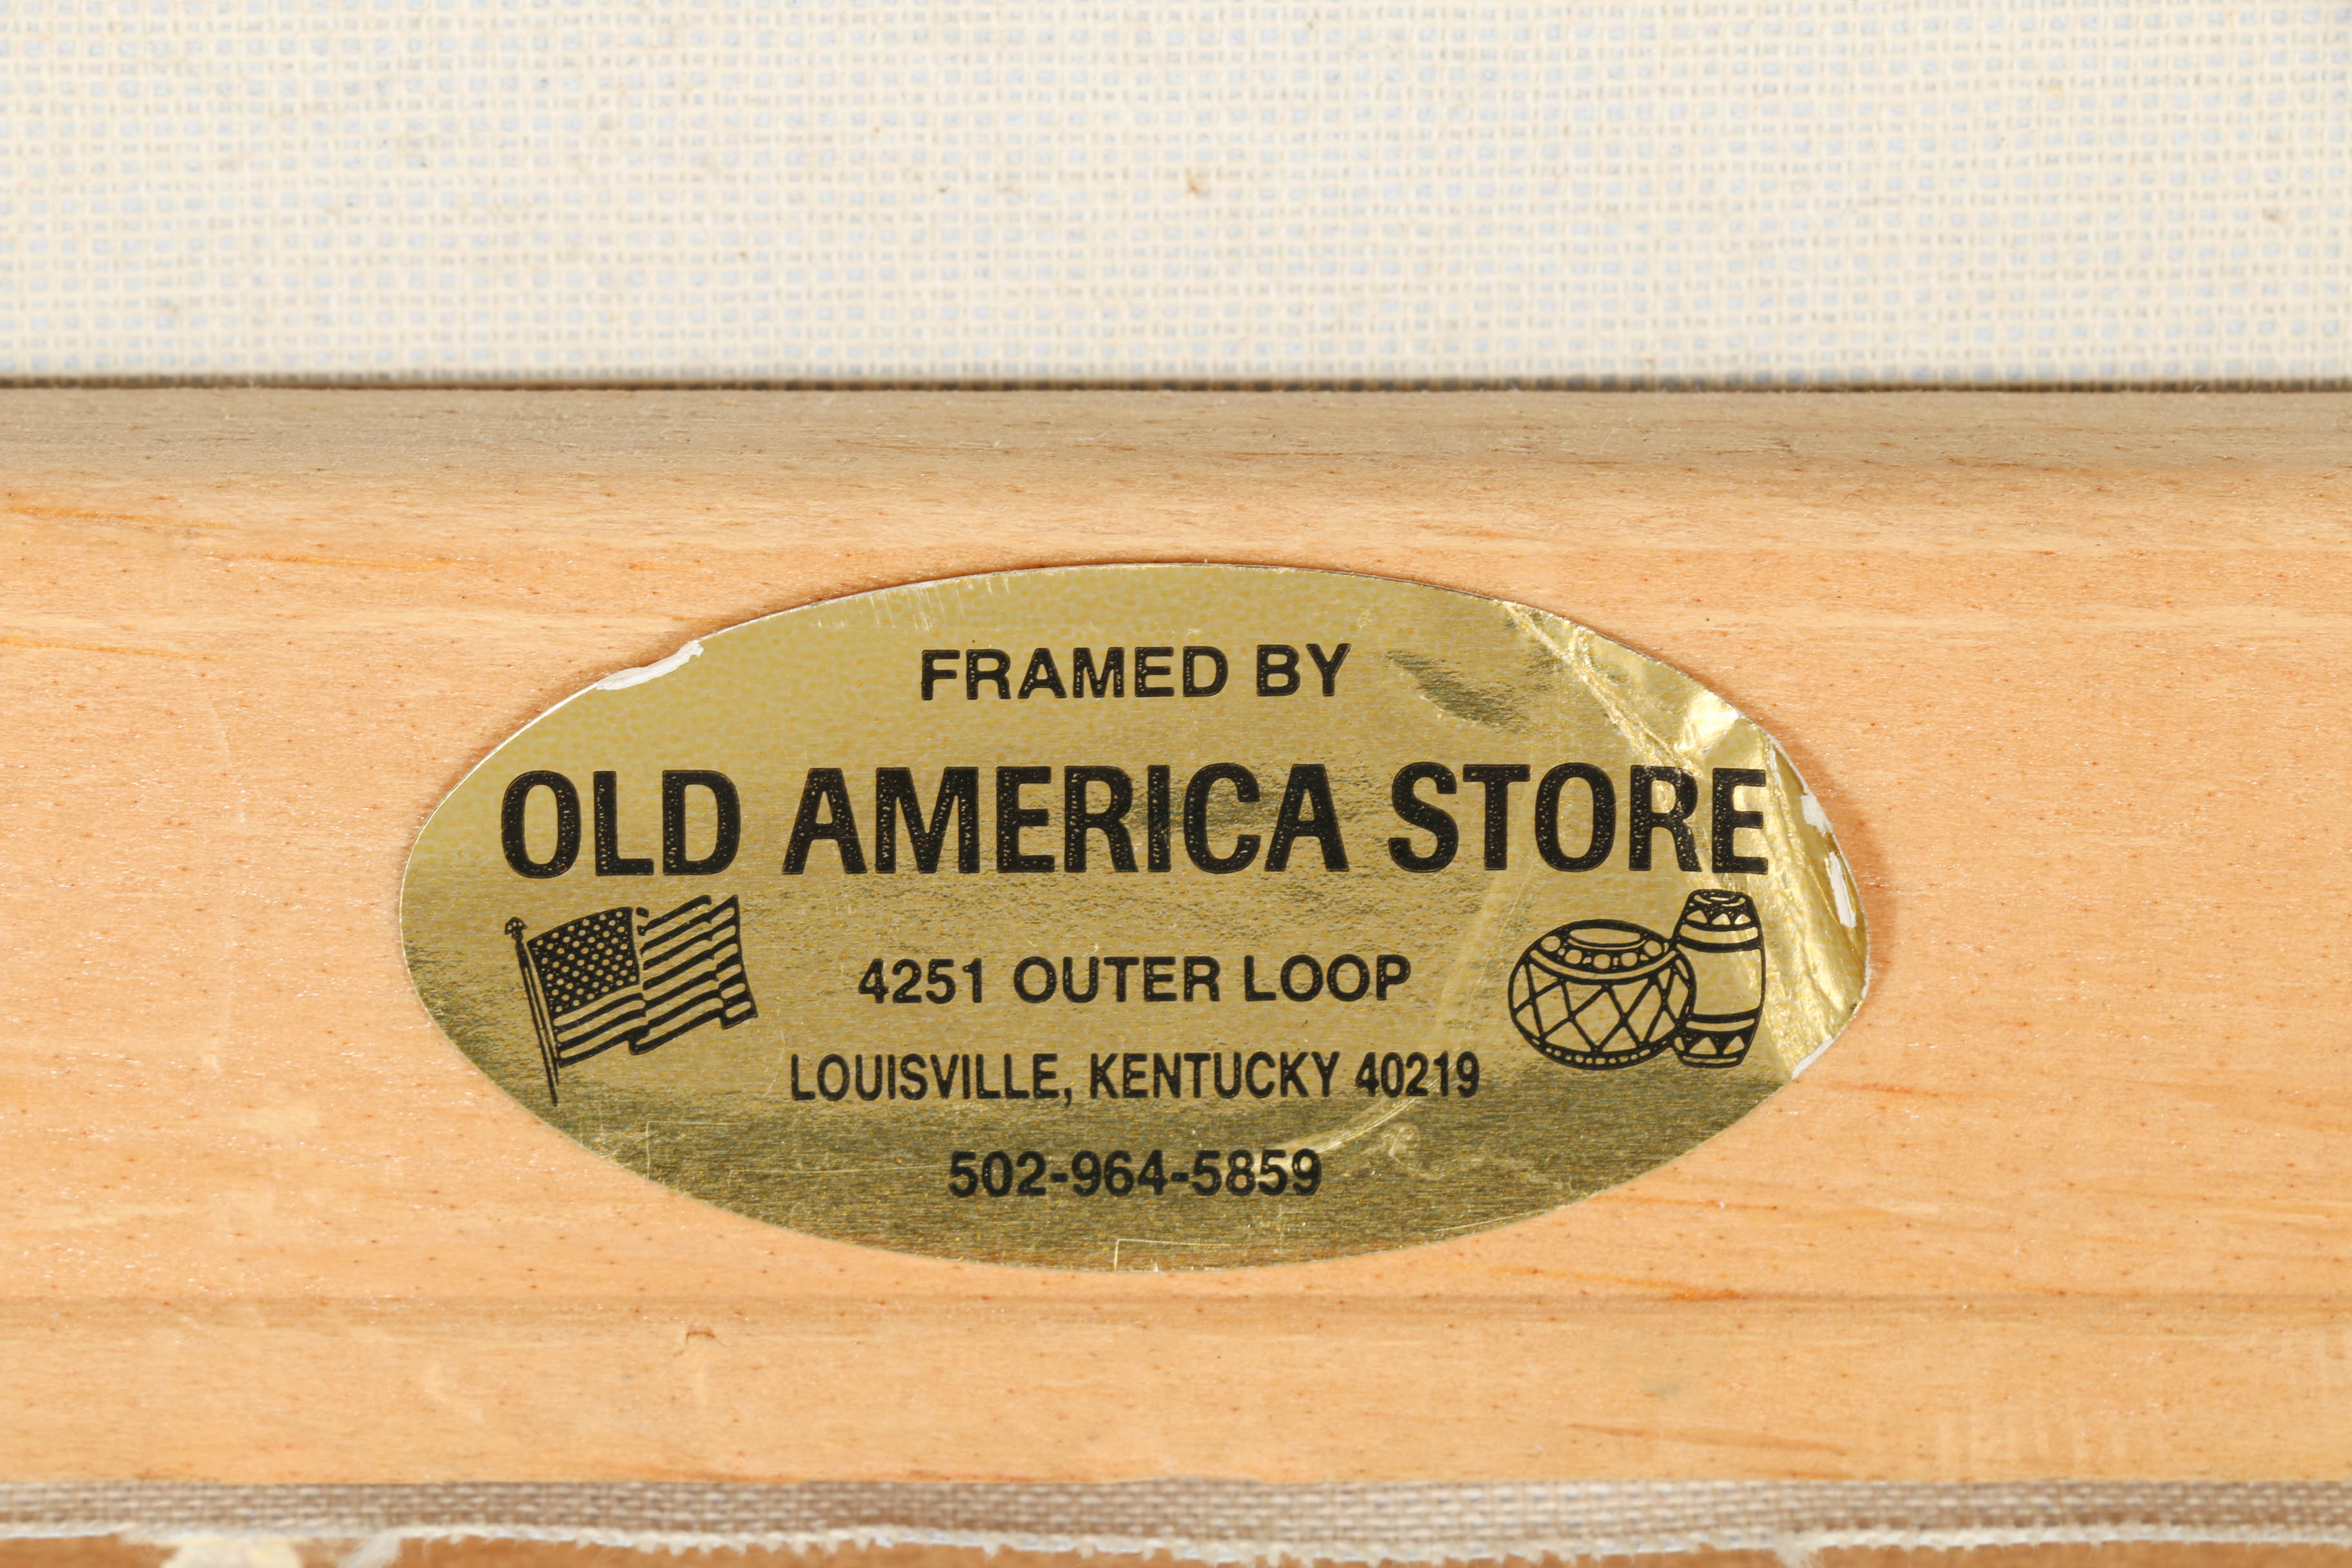 FRAMED BY
OLD AMERICA STORE
4251 OUTER LOOP
LOUISVILLE, KENTUCKY 40219
502-964-5859